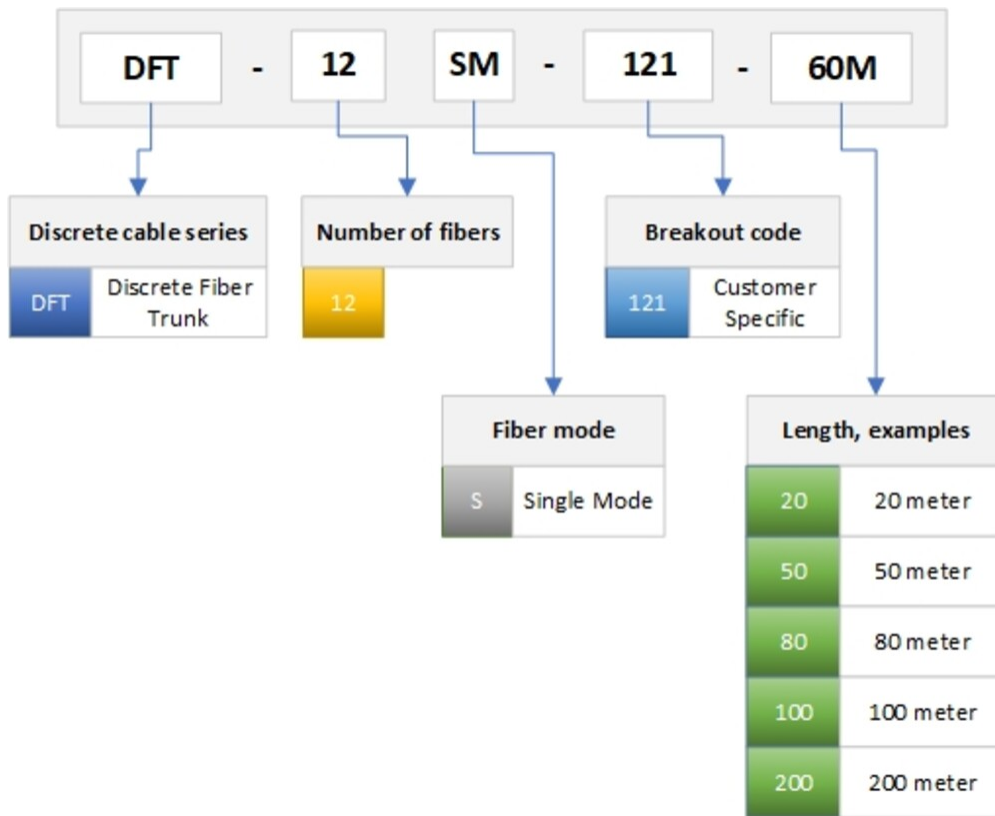 DFT - 12 SM - 121 - 60M
Discrete cable series
DFT Discrete Fiber
Trunk
Number of fibers
12
Breakout code
121 Customer
Specific
Fiber mode
S Single Mode
Length, examples
20 20 meter
50 50 meter
80 80 meter
100 100 meter
200 200 meter